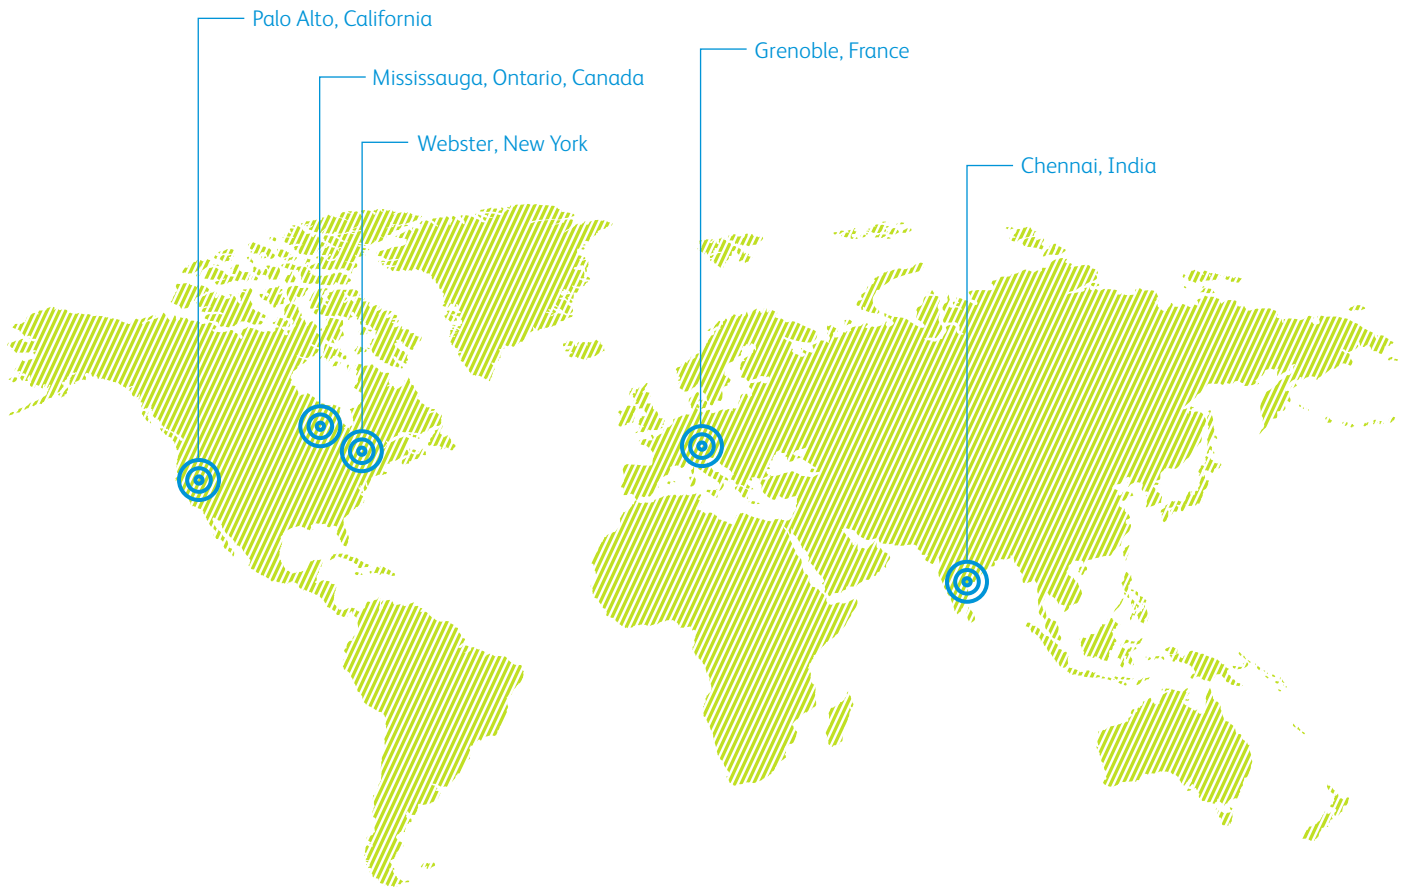 Palo Alto, California
Grenoble, France
Mississauga, Ontario, Canada
Webster, New York
Chennai, India